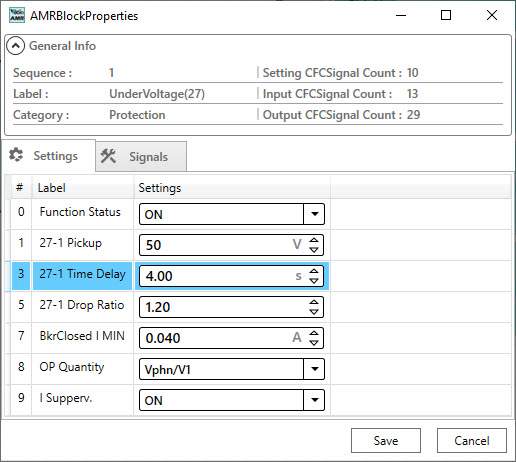 AMRBlockProperties
General Info
Sequence : 1 | Setting CFCSignal Count : 10
Label : UnderVoltage(27) | Input CFCSignal Count : 13
Category : Protection | Output CFCSignal Count : 29
Settings Signals
# Label Settings
0 Function Status ON
1 27-1 Pickup 50 V
3 27-1 Time Delay 4.00 s
5 27-1 Drop Ratio 1.20
7 BkrClosed I MIN 0.040 A
8 OP Quantity Vphn/V1
9 I Supperv. ON
Save Cancel